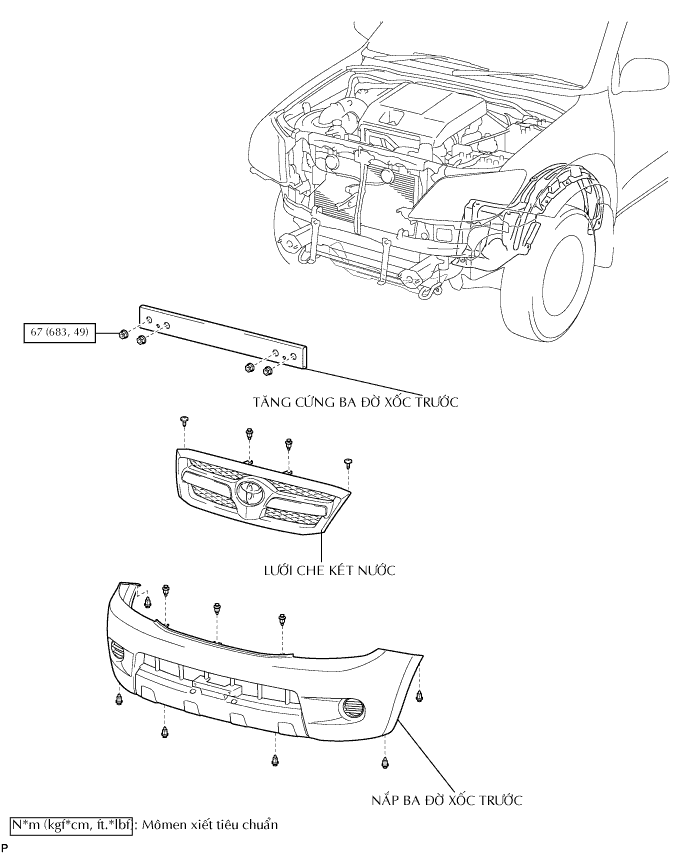 67 (683, 49)
TĂNG CỨNG BA ĐỜ XỐC TRƯỚC
LƯỚI CHE KÉT NƯỚC
NẮP BA ĐỜ XỐC TRƯỚC
N*m (kgf*cm, ft.*lbf) : Mômen xiết tiêu chuẩn
P